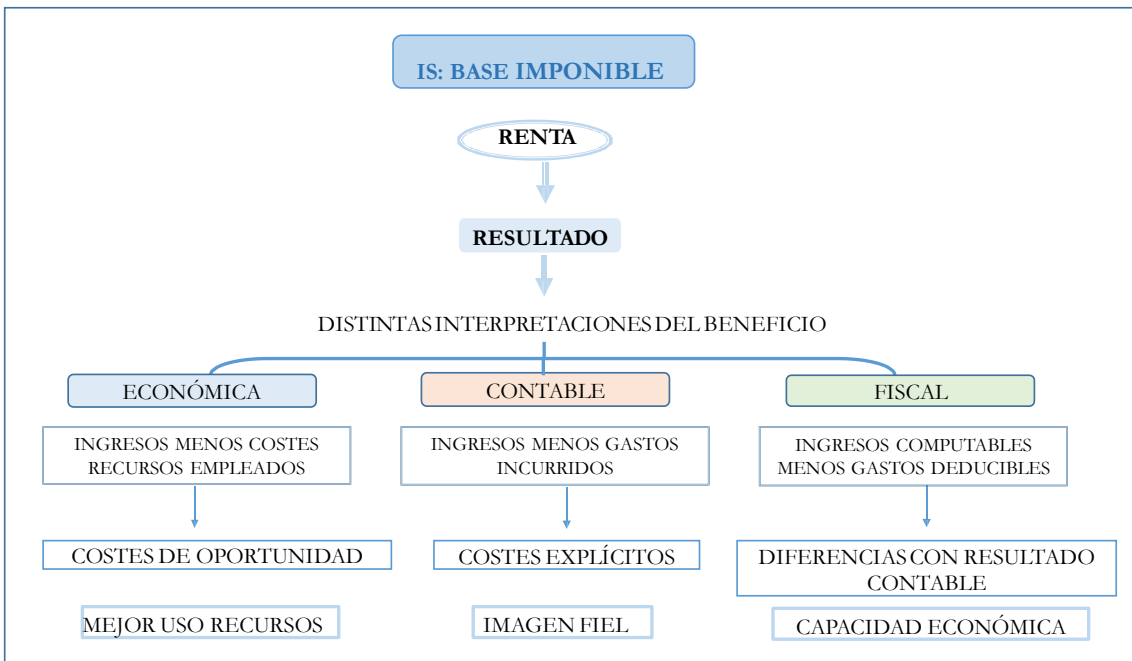 IS: BASE IMPONIBLE
RENTA
RESULTADO
DISTINTAS INTERPRETACIONES DEL BENEFICIO
ECONÓMICA
INGRESOS MENOS COSTES
RECURSOS EMPLEADOS
COSTES DE OPORTUNIDAD
MEJOR USO RECURSOS
CONTABLE
INGRESOS MENOS GASTOS
INCURRIDOS
COSTES EXPLÍCITOS
IMAGEN FIEL
FISCAL
INGRESOS COMPUTABLES
MENOS GASTOS DEDUCIBLES
DIFERENCIAS CON RESULTADO
CONTABLE
CAPACIDAD ECONÓMICA